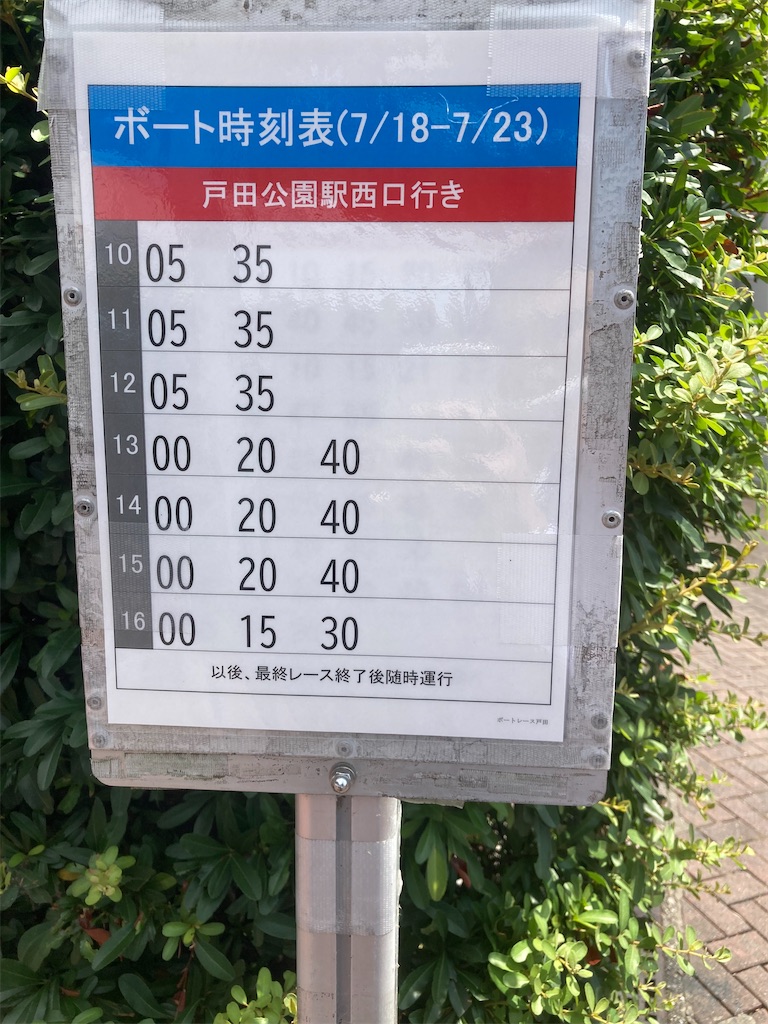 ボート時刻表(7/18-7/23)
戸田公園駅西口行き
10 05 35
11 05 35
12 05 35
13 00 20 40
14 00 20 40
15 00 20 40
16 00 15 30
以後、最終レース終了後随時運行
ボートレース戸田